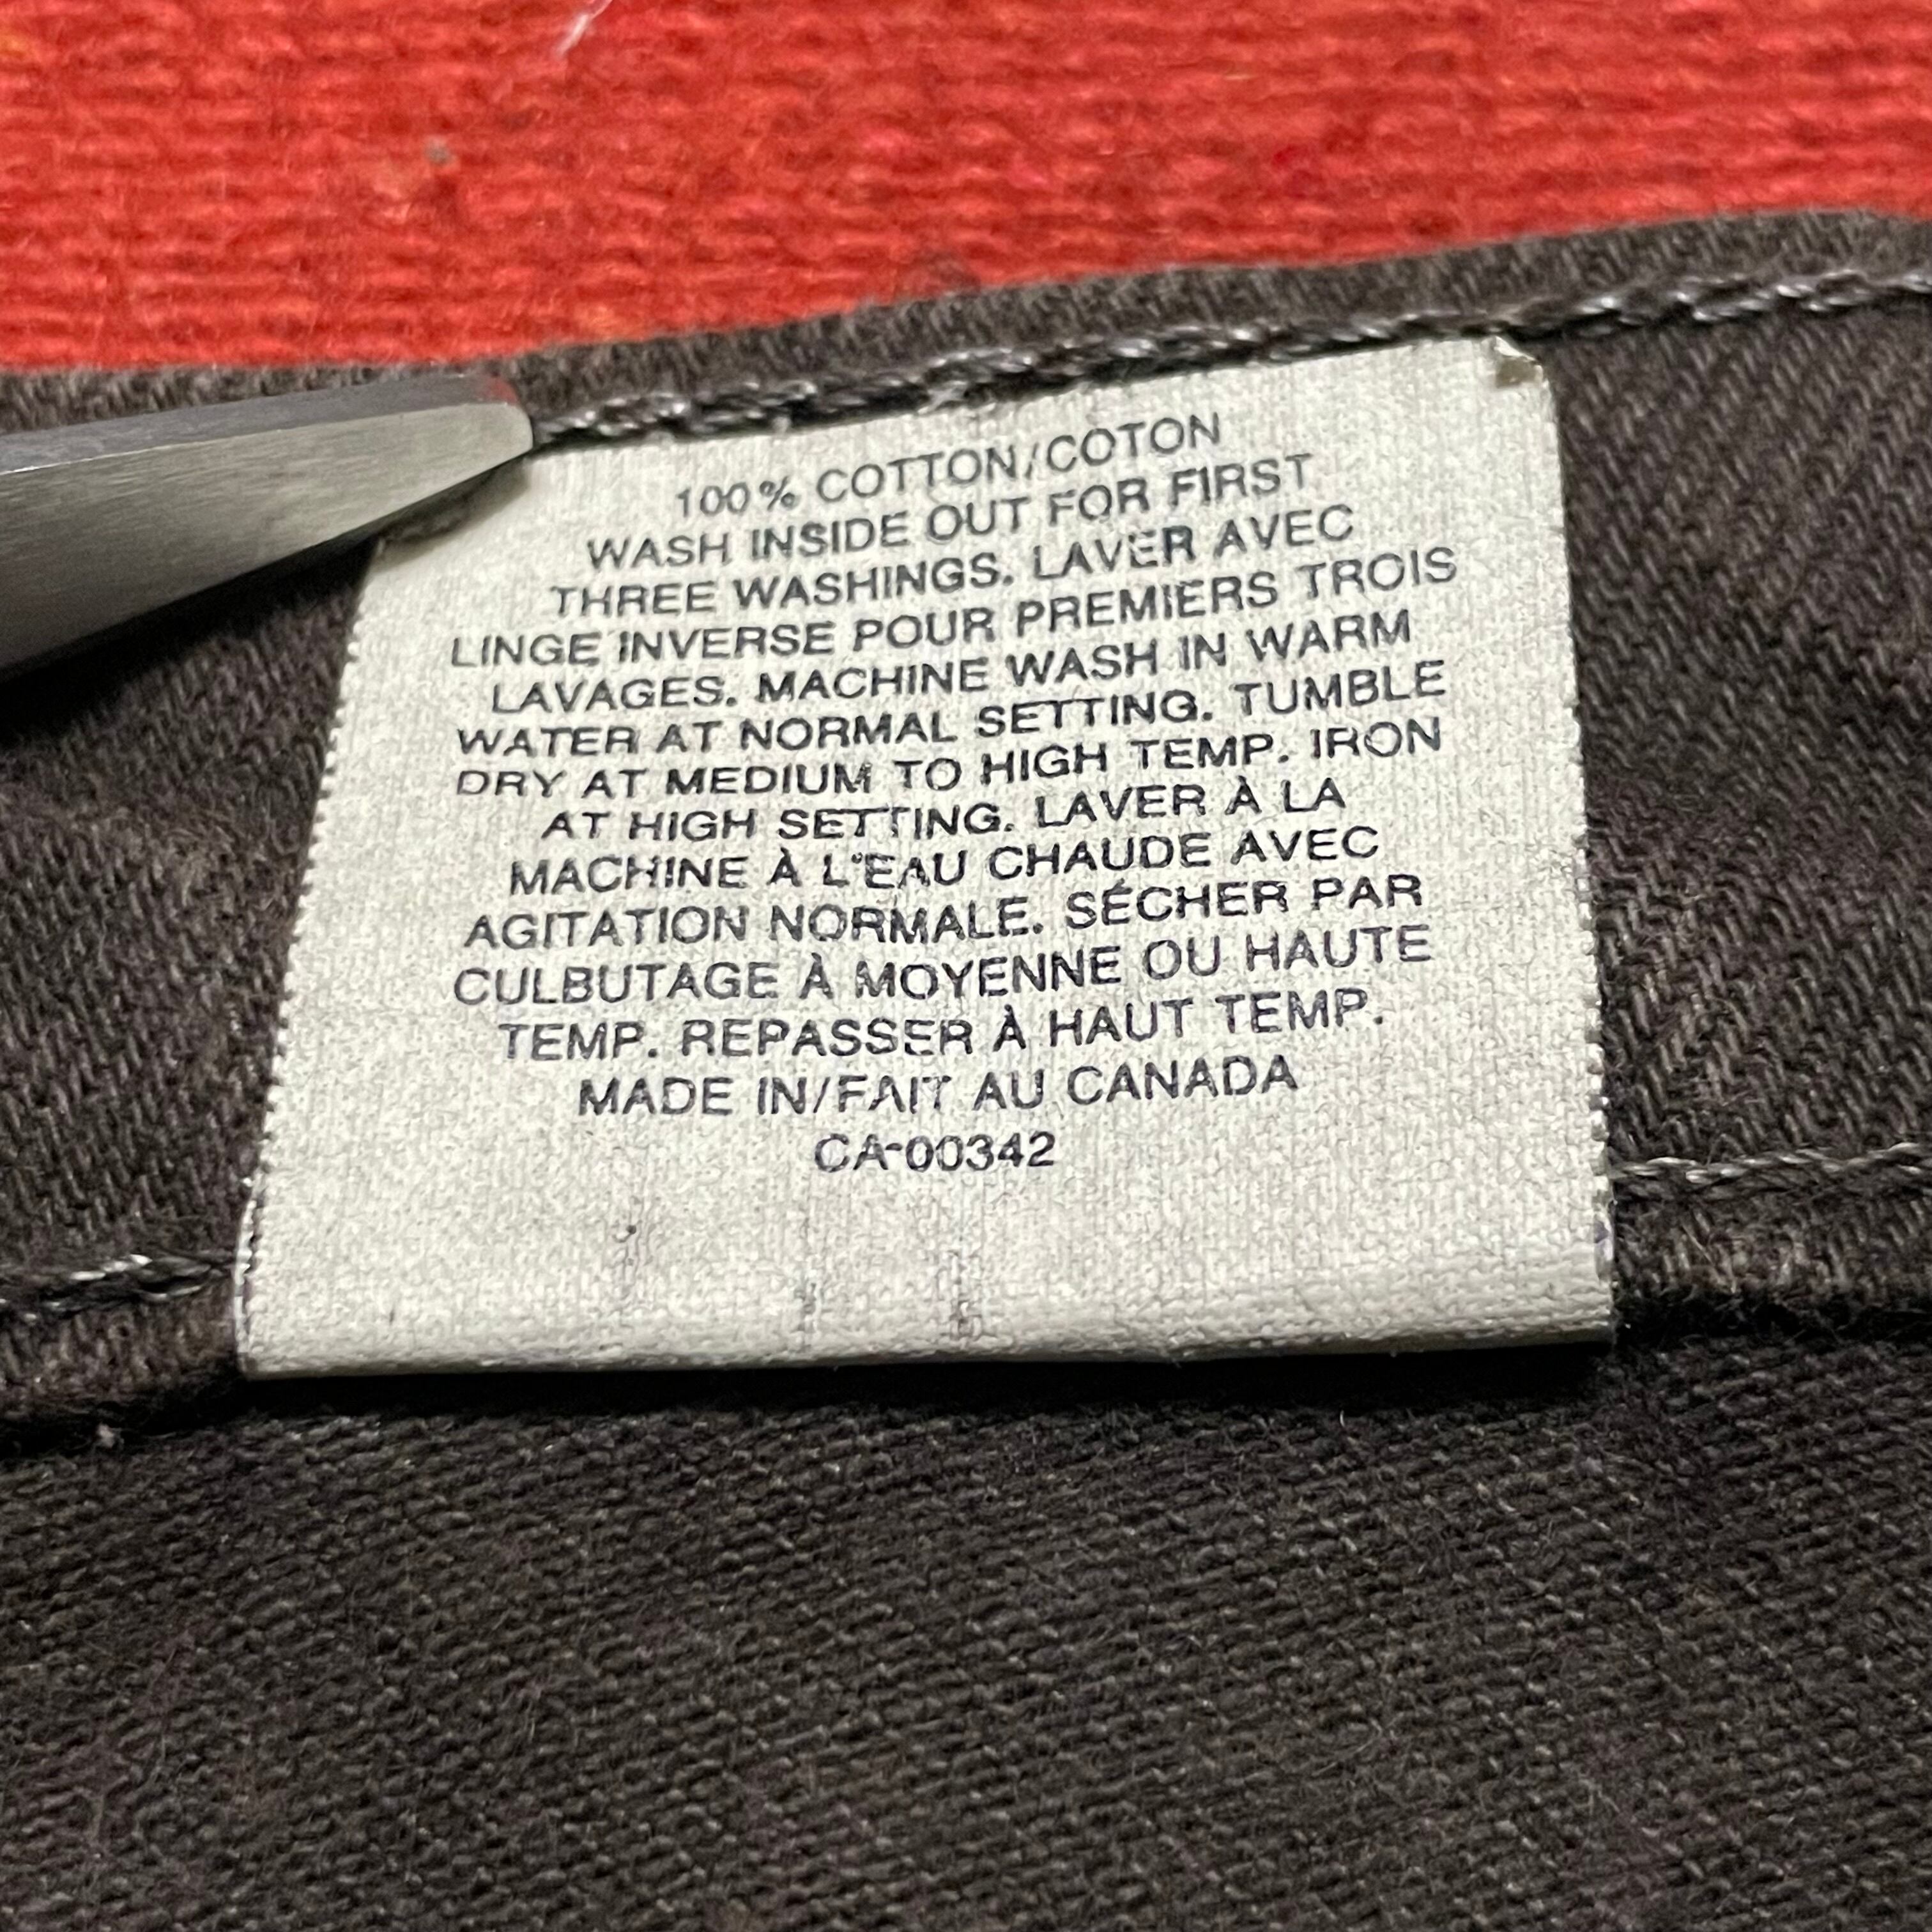 100% COTTON/COTON
WASH INSIDE OUT FOR FIRST
THREE WASHINGS. LAVER AVEC
LINGE INVERSE POUR PREMIERS TROIS
LAVAGES. MACHINE WASH IN WARM
WATER AT NORMAL SETTING. TUMBLE
DRY AT MEDIUM TO HIGH TEMP. IRON
AT HIGH SETTING. LAVER À LA
MACHINE À L'EAU CHAUDE AVEC
AGITATION NORMALE. SÉCHER PAR
CULBUTAGE À MOYENNE OU HAUTE
TEMP. REPASSER À HAUT TEMP.
MADE IN/FAIT AU CANADA
CA-00342